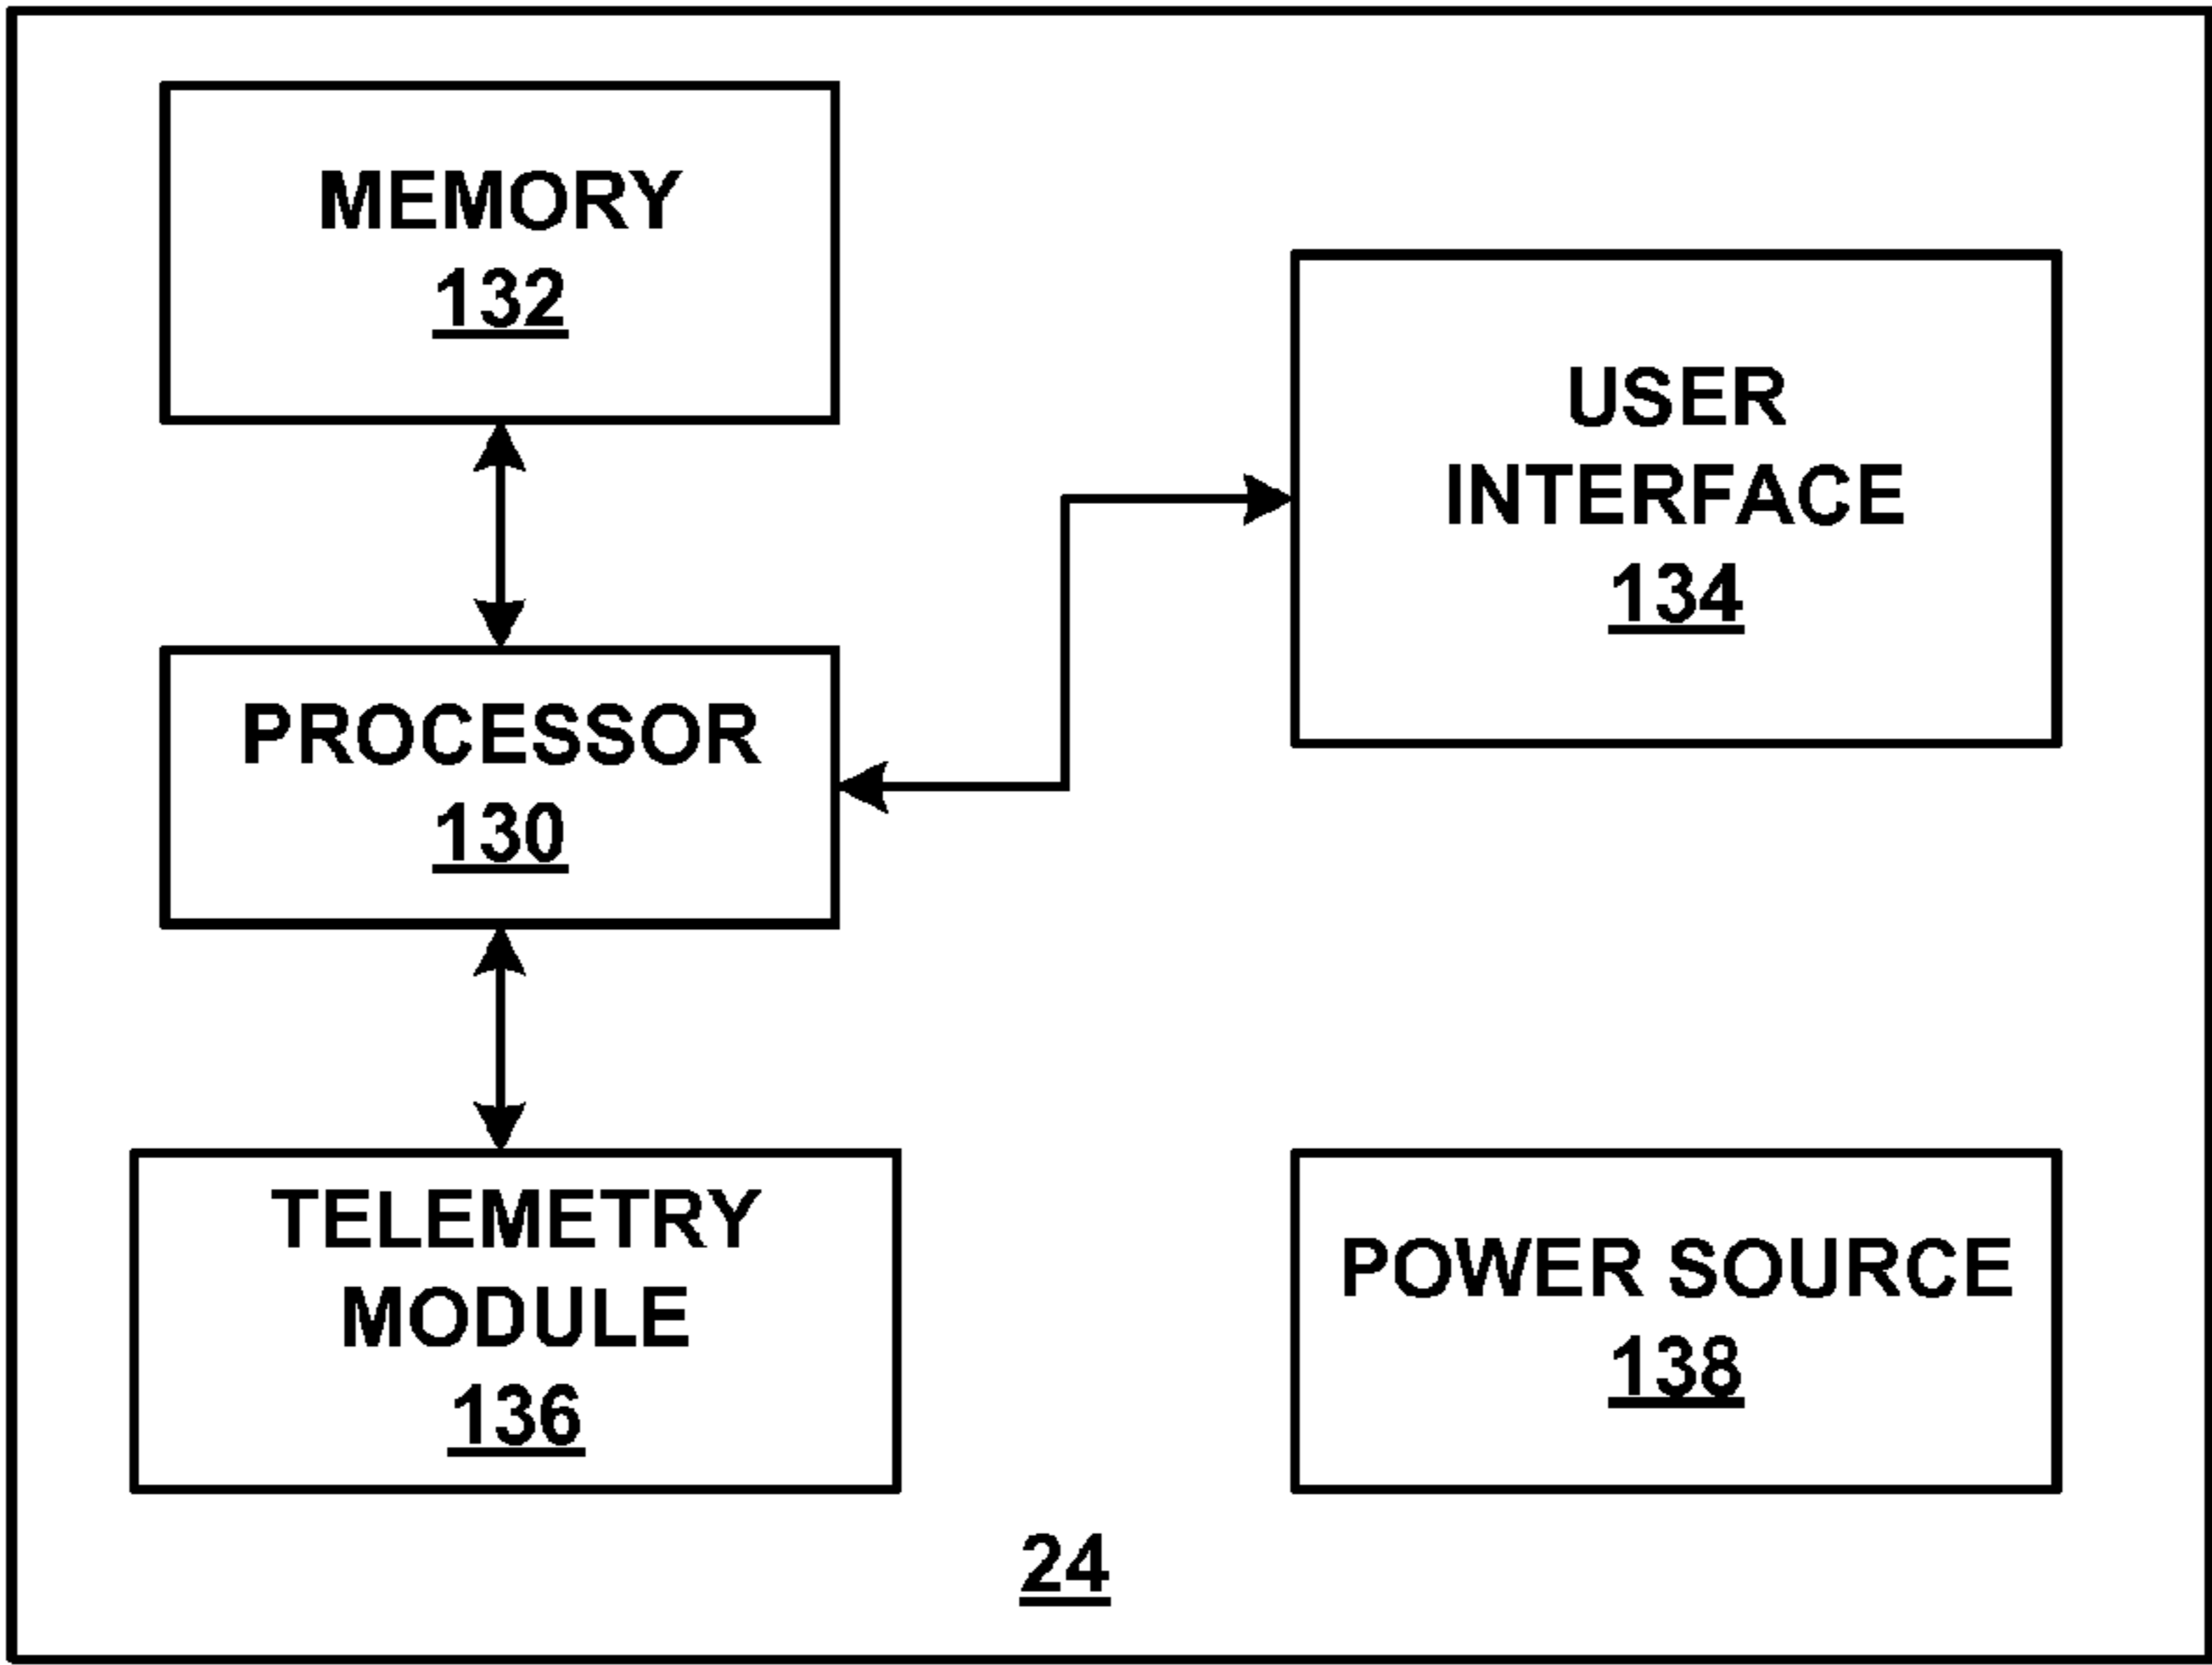 MEMORY
132
USER
INTERFACE
134
PROCESSOR
130
TELEMETRY
MODULE
136
POWER SOURCE
138
24